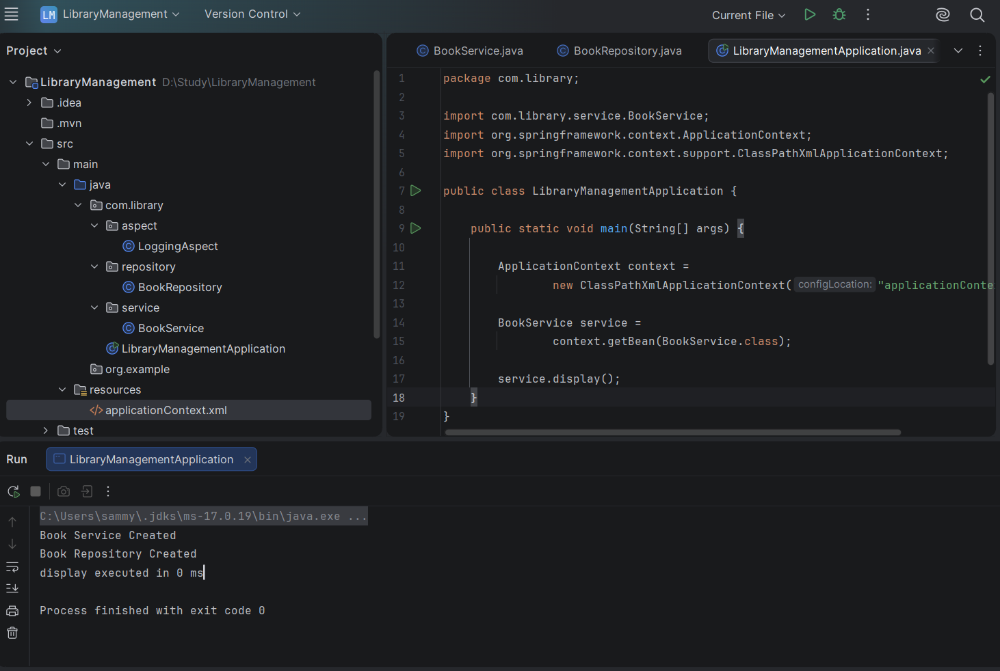 LM LibraryManagement Version Control Current File
Project
LibraryManagement D:\Study\LibraryManagement
.idea
.mvn
src
main
java
com.library
aspect
LoggingAspect
repository
BookRepository
service
BookService
LibraryManagementApplication
org.example
resources
</> applicationContext.xml
test
BookService.java BookRepository.java LibraryManagementApplication.java
1 package com.library;
2
3 import com.library.service.BookService;
4 import org.springframework.context.ApplicationContext;
5 import org.springframework.context.support.ClassPathXmlApplicationContext;
6
7 public class LibraryManagementApplication {
8
9 public static void main(String[] args) {
10
11 ApplicationContext context =
12 new ClassPathXmlApplicationContext( configLocation: "applicationConte
13
14 BookService service =
15 context.getBean(BookService.class);
16
17 service.display();
18 }
19 }
Run LibraryManagementApplication
C:\Users\sammy\.jdks\ms-17.0.19\bin\java.exe ...
Book Service Created
Book Repository Created
display executed in 0 ms
Process finished with exit code 0